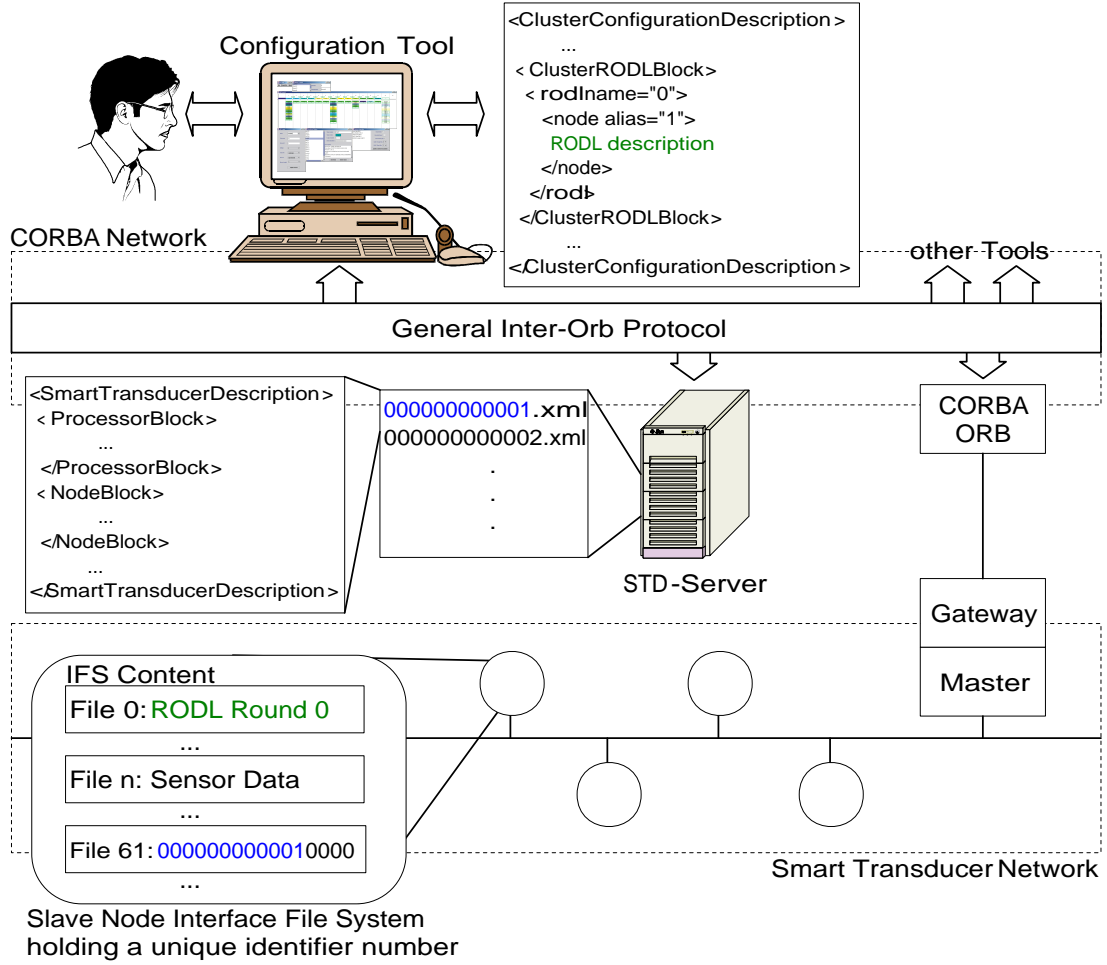 Configuration Tool
<ClusterConfigurationDescription>
...
< ClusterRODLBlock>
< rodlname="0">
<node alias="1">
RODL description
</node>
</rodl>
</ClusterRODLBlock>
...
</ClusterConfigurationDescription>
CORBA Network
other Tools
General Inter-Orb Protocol
<SmartTransducerDescription>
< ProcessorBlock>
...
</ProcessorBlock>
< NodeBlock>
...
</NodeBlock>
...
</SmartTransducerDescription>
000000000001.xml
000000000002.xml
.
.
.
STD-Server
CORBA
ORB
Gateway
Master
IFS Content
File 0: RODL Round 0
...
File n: Sensor Data
...
File 61: 0000000000010000
...
Smart Transducer Network
Slave Node Interface File System
holding a unique identifier number